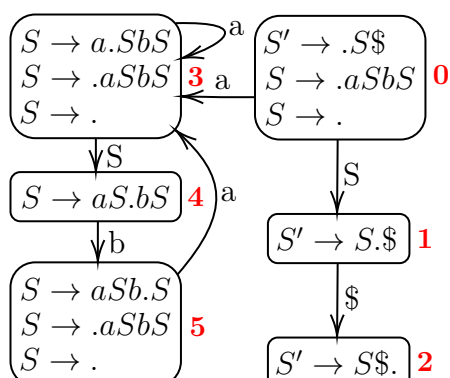 S → a.SbS
S → .aSbS
S → .
3
a
a
S' → .S$
S → .aSbS
S → .
0
S
S → aS.bS
4
b
a
S → aSb.S
S → .aSbS
S → .
5
S
S' → S.$
1
$
S' → S$.
2